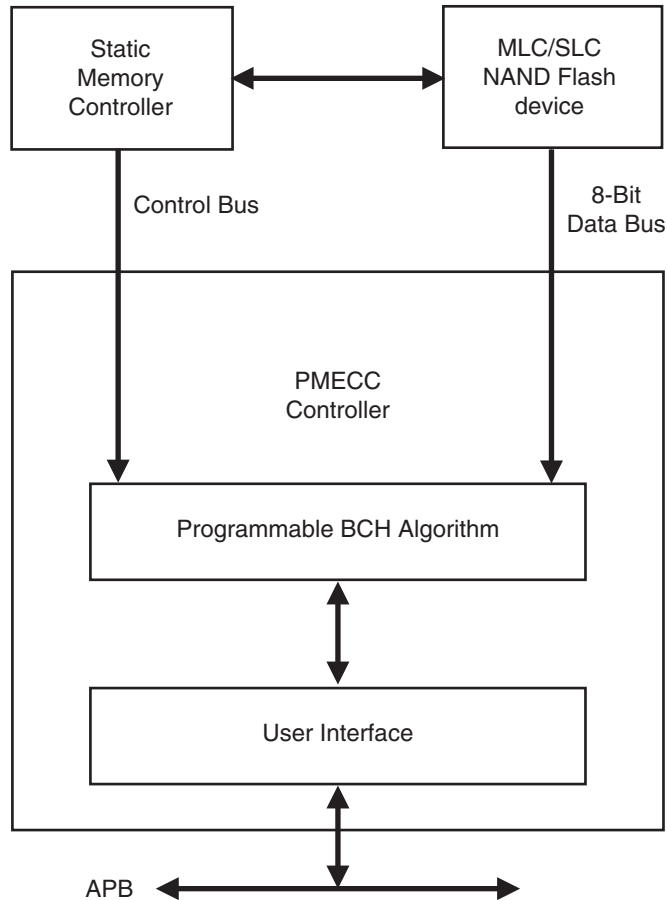 Static
Memory
Controller
MLC/SLC
NAND Flash
device
Control Bus
8-Bit
Data Bus
PMECC
Controller
Programmable BCH Algorithm
User Interface
APB